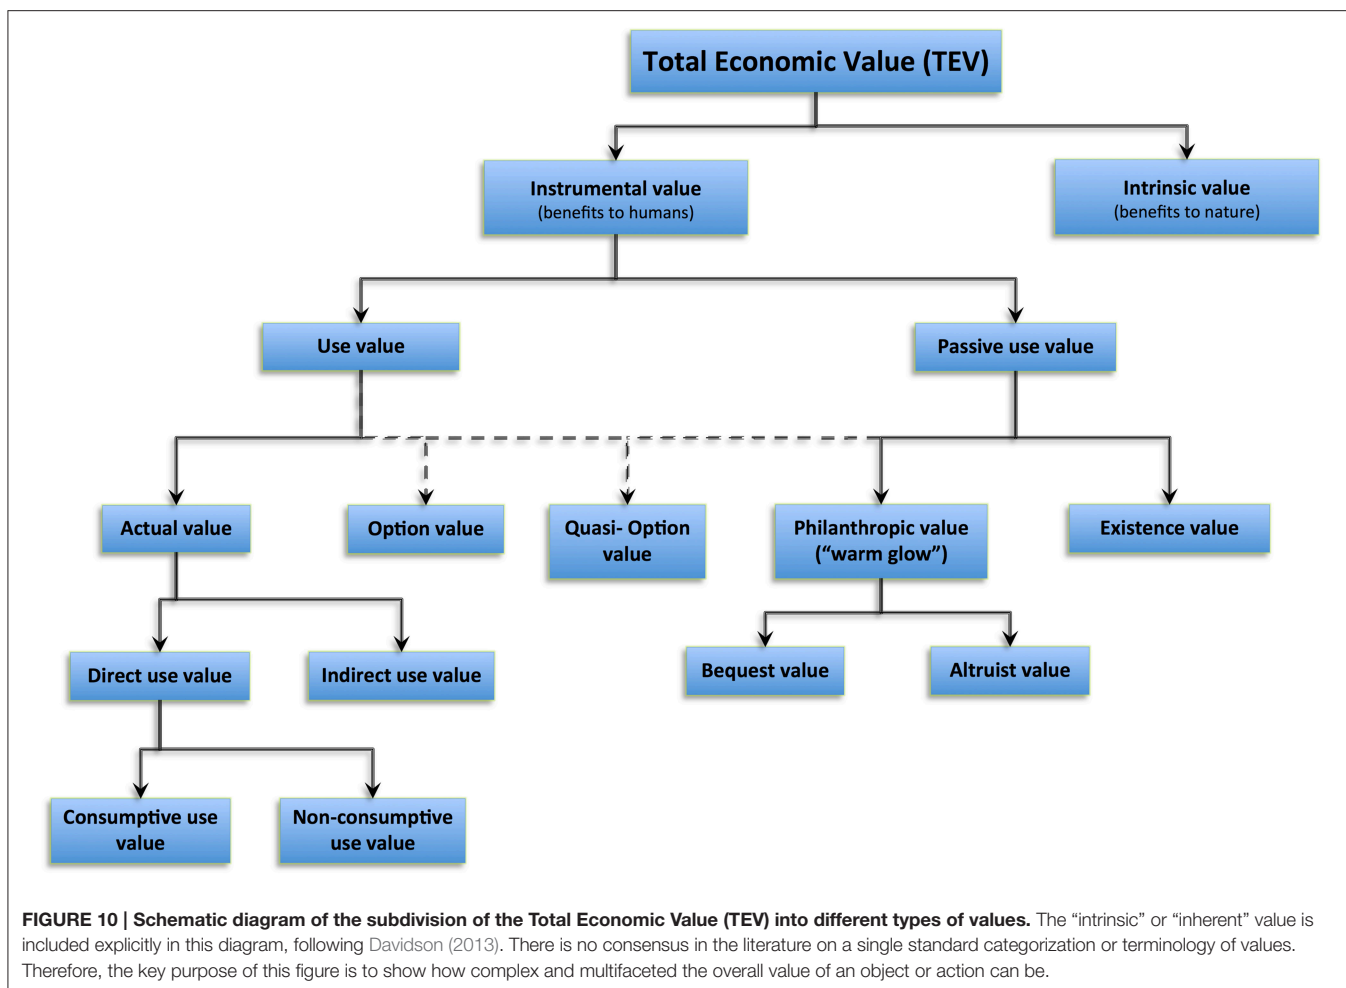 Total Economic Value (TEV)
Instrumental value
(benefits to humans)
Intrinsic value
(benefits to nature)
Use value
Passive use value
Actual value
Option value
Quasi- Option
value
Philanthropic value
(“warm glow”)
Existence value
Direct use value
Indirect use value
Bequest value
Altruist value
Consumptive use
value
Non-consumptive
use value
FIGURE 10 | Schematic diagram of the subdivision of the Total Economic Value (TEV) into different types of values. The “intrinsic” or “inherent” value is
included explicitly in this diagram, following Davidson (2013). There is no consensus in the literature on a single standard categorization or terminology of values.
Therefore, the key purpose of this figure is to show how complex and multifaceted the overall value of an object or action can be.